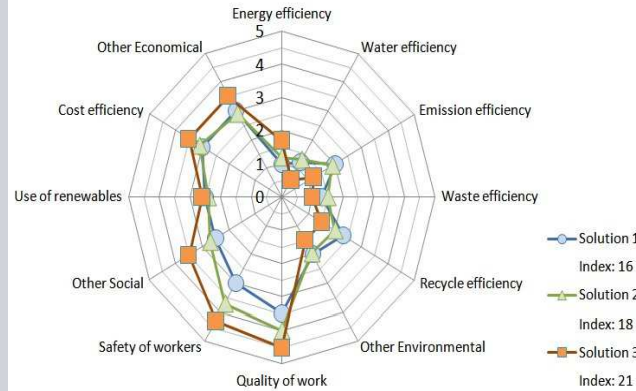 Energy efficiency
Other Economical
Water efficiency
Cost efficiency
Emission efficiency
Use of renewables
Waste efficiency
Other Social
Recycle efficiency
Safety of workers
Other Environmental
Quality of work
5
4
3
2
1
0
Solution 1
Index: 16
Solution 2
Index: 18
Solution 3
Index: 21